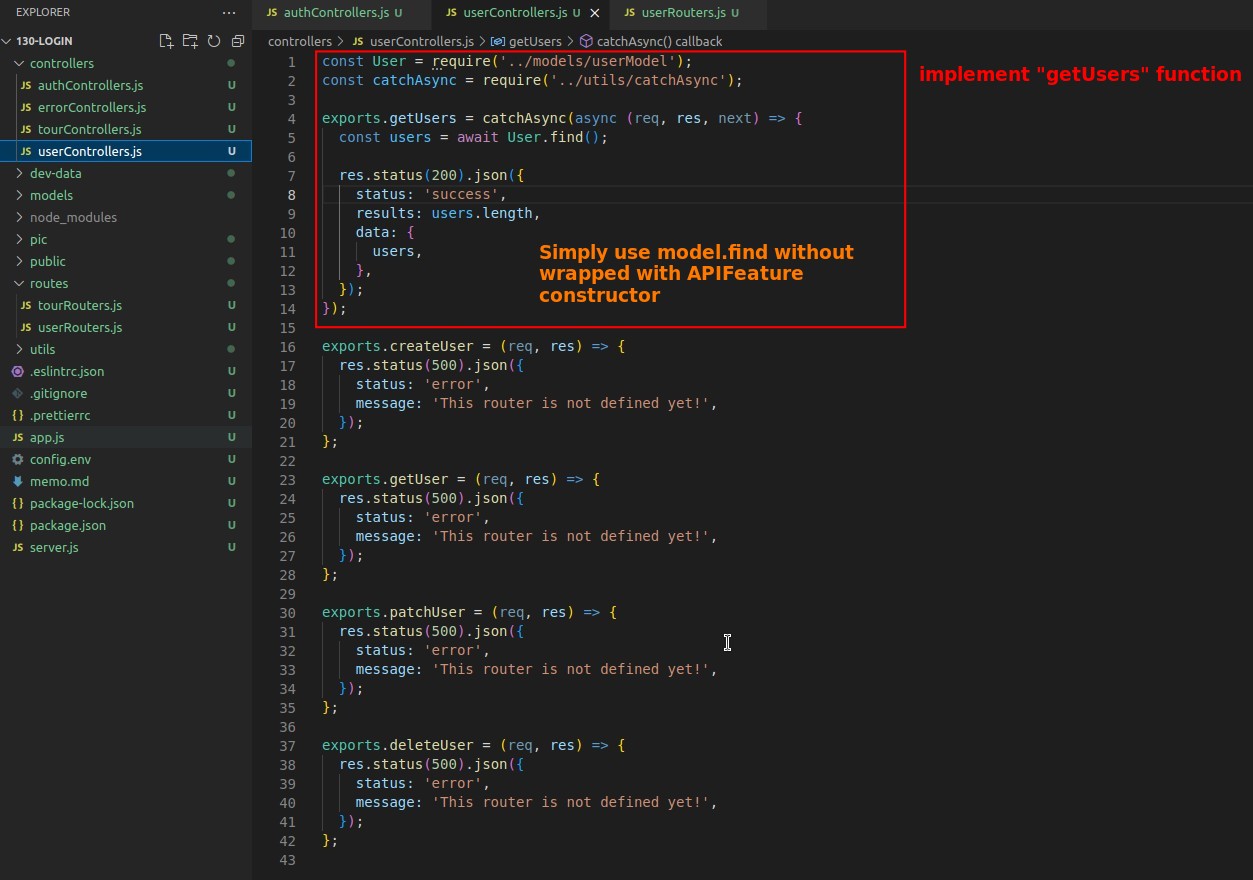 EXPLORER ...
130-LOGIN
controllers
JS authControllers.js U
JS errorControllers.js U
JS tourControllers.js U
JS userControllers.js U
dev-data
models
node_modules
pic
public
routes
JS tourRouters.js U
JS userRouters.js U
utils
.eslintrc.json U
.gitignore U
{} .prettierrc U
JS app.js U
config.env U
memo.md U
{} package-lock.json U
{} package.json U
JS server.js U
JS authControllers.js U JS userControllers.js U JS userRouters.js U
controllers > JS userControllers.js > getUsers > catchAsync() callback
1 const User = require('../models/userModel');
2 const catchAsync = require('../utils/catchAsync');
3
4 exports.getUsers = catchAsync(async (req, res, next) => {
5   const users = await User.find();
6
7   res.status(200).json({
8     status: 'success',
9     results: users.length,
10     data: {
11       users,
12     },
13   });
14 });
15
16 exports.createUser = (req, res) => {
17   res.status(500).json({
18     status: 'error',
19     message: 'This router is not defined yet!',
20   });
21 };
22
23 exports.getUser = (req, res) => {
24   res.status(500).json({
25     status: 'error',
26     message: 'This router is not defined yet!',
27   });
28 };
29
30 exports.patchUser = (req, res) => {
31   res.status(500).json({
32     status: 'error',
33     message: 'This router is not defined yet!',
34   });
35 };
36
37 exports.deleteUser = (req, res) => {
38   res.status(500).json({
39     status: 'error',
40     message: 'This router is not defined yet!',
41   });
42 };
43
implement "getUsers" function
Simply use model.find without
wrapped with APIFeature
constructor